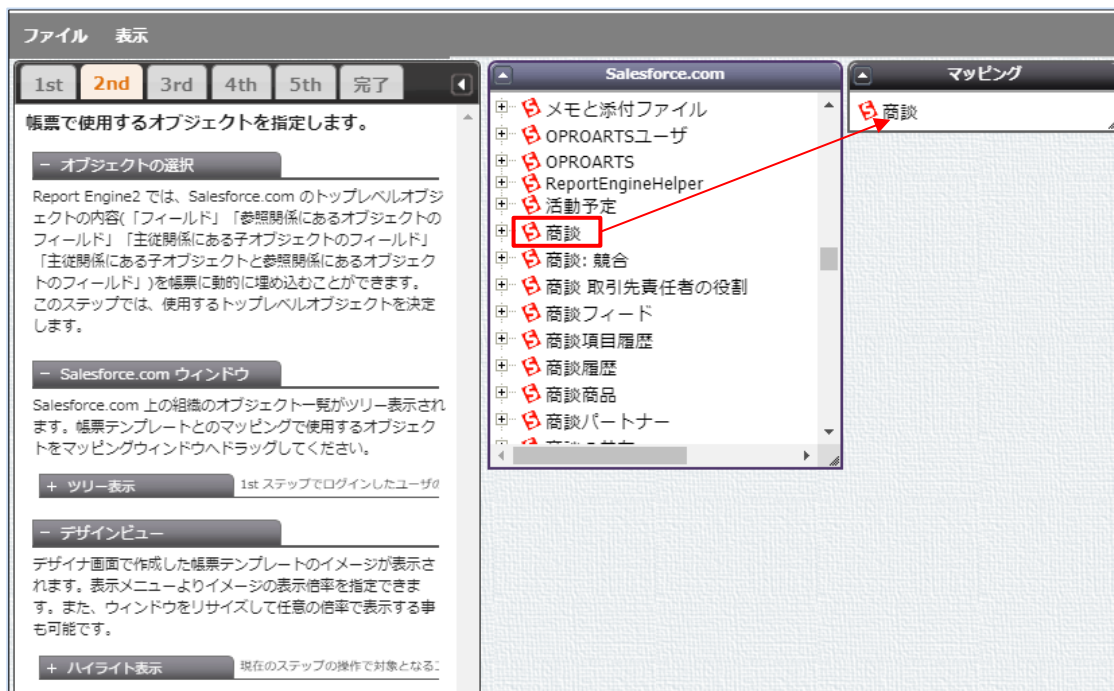 ファイル 表示
1st 2nd 3rd 4th 5th 完了
帳票で使用するオブジェクトを指定します。
− オブジェクトの選択
Report Engine2 では、Salesforce.com のトップレベルオブジ
ェクトの内容(「フィールド」「参照関係にあるオブジェクトの
フィールド」「主従関係にある子オブジェクトのフィールド」
「主従関係にある子オブジェクトと参照関係にあるオブジェク
トのフィールド」)を帳票に動的に埋め込むことができます。
このステップでは、使用するトップレベルオブジェクトを決定
します。
− Salesforce.com ウィンドウ
Salesforce.com 上の組織のオブジェクト一覧がツリー表示され
ます。帳票テンプレートとのマッピングで使用するオブジェク
トをマッピングウィンドウへドラッグしてください。
+ ツリー表示 1st ステップでログインしたユーザの
− デザインビュー
デザイナ画面で作成した帳票テンプレートのイメージが表示さ
れます。表示メニューよりイメージの表示倍率を指定できま
す。また、ウィンドウをリサイズして任意の倍率で表示する事
も可能です。
+ ハイライト表示 現在のステップの操作で対象となるこ
Salesforce.com
メモと添付ファイル
OPROARTSユーザ
OPROARTS
ReportEngineHelper
活動予定
商談
商談: 競合
商談 取引先責任者の役割
商談フィード
商談項目履歴
商談履歴
商談商品
商談パートナー
マッピング
商談